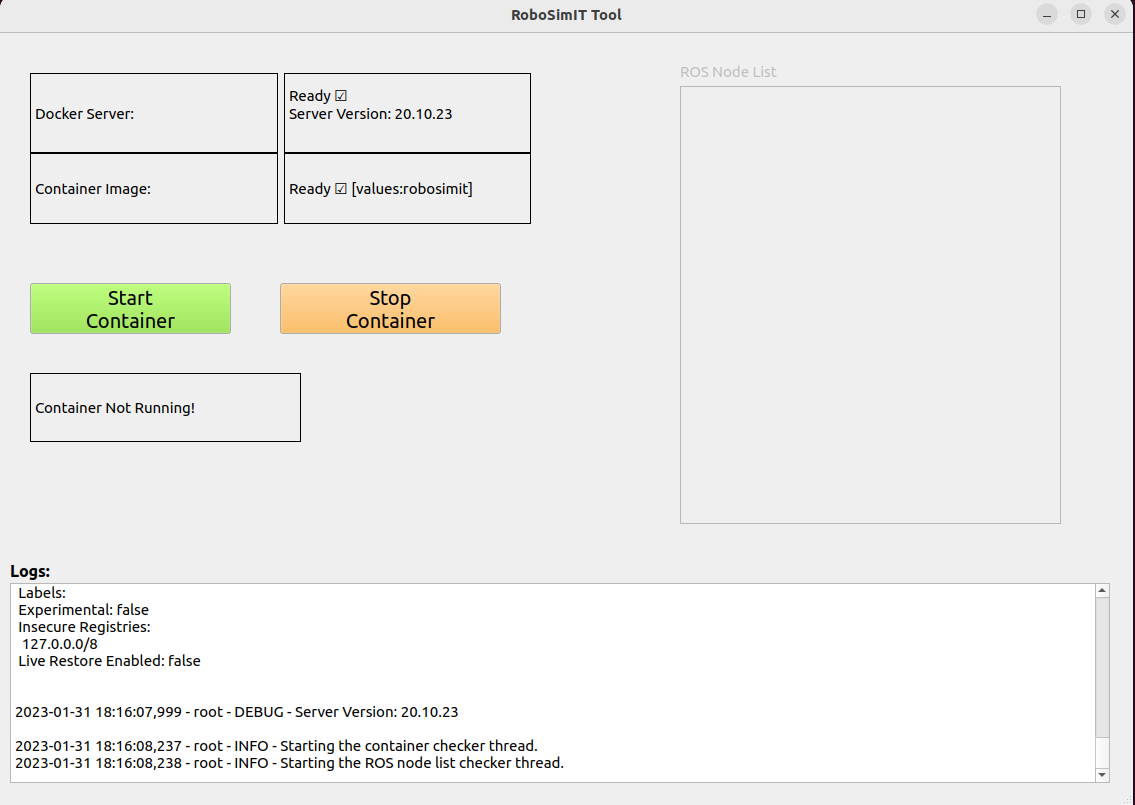 RoboSimIT Tool
ROS Node List
Docker Server:
Ready ☑
Server Version: 20.10.23
Container Image:
Ready ☑ [values:robosimit]
Start
Container
Stop
Container
Container Not Running!
Logs:
Labels:
Experimental: false
Insecure Registries:
127.0.0.0/8
Live Restore Enabled: false
2023-01-31 18:16:07,999 - root - DEBUG - Server Version: 20.10.23
2023-01-31 18:16:08,237 - root - INFO - Starting the container checker thread.
2023-01-31 18:16:08,238 - root - INFO - Starting the ROS node list checker thread.